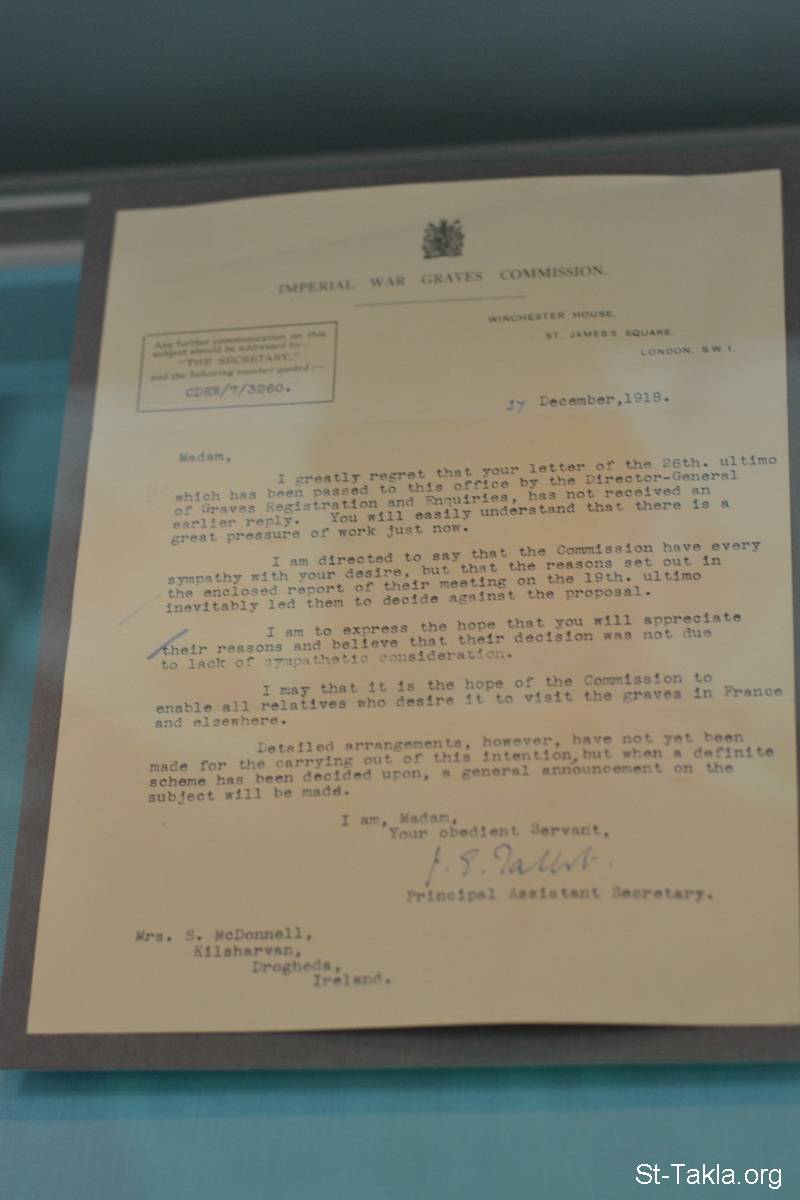 IMPERIAL WAR GRAVES COMMISSION.
WINCHESTER HOUSE,
ST. JAMES'S SQUARE,
LONDON, S.W.1.
Any further communication on this
subject should be addressed to—
"THE SECRETARY,"
and the following number quoted:—
/7/3260.
27 December,1918.
Madam,
I greatly regret that your letter of the 26th. ultimo
which has been passed to this office by the Director-General
of Graves Registration and Enquiries, has not received an
earlier reply. You will easily understand that there is a
great pressure of work just now.
I am directed to say that the Commission have every
sympathy with your desire, but that the reasons set out in
the enclosed report of their meeting on the 19th. ultimo
inevitably led them to decide against the proposal.
I am to express the hope that you will appreciate
their reasons and believe that their decision was not due
to lack of sympathetic consideration.
I may that it is the hope of the Commission to
enable all relatives who desire it to visit the graves in France
and elsewhere.
Detailed arrangements, however, have not yet been
made for the carrying out of this intention,but when a definite
scheme has been decided upon, a general announcement on the
subject will be made.
I am, Madam,
Your obedient Servant,
Principal Assistant Secretary.
Mrs. S. McDonnell,
Kilsharvan,
Drogheda,
Ireland.
St-Takla.org